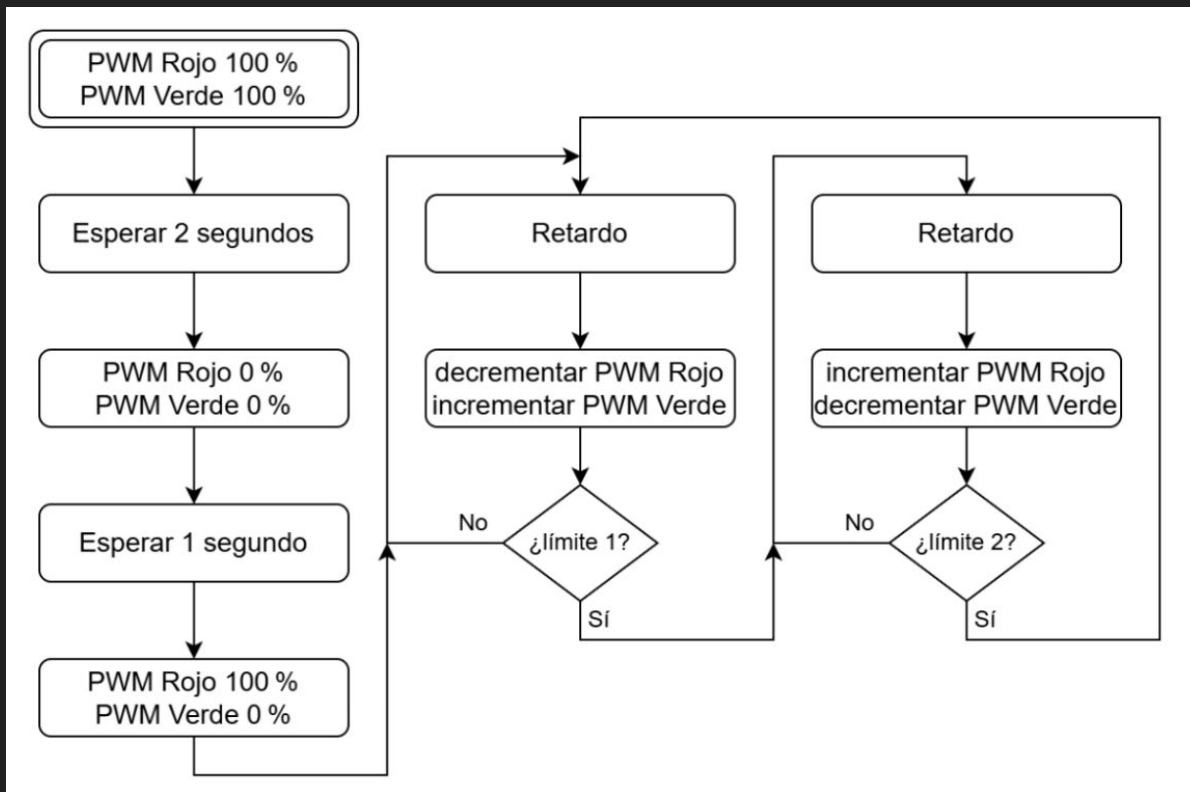 PWM Rojo 100 %
PWM Verde 100 %
Esperar 2 segundos
PWM Rojo 0 %
PWM Verde 0 %
Esperar 1 segundo
PWM Rojo 100 %
PWM Verde 0 %
Retardo
decrementar PWM Rojo
incrementar PWM Verde
No
¿límite 1?
Sí
Retardo
incrementar PWM Rojo
decrementar PWM Verde
No
¿límite 2?
Sí